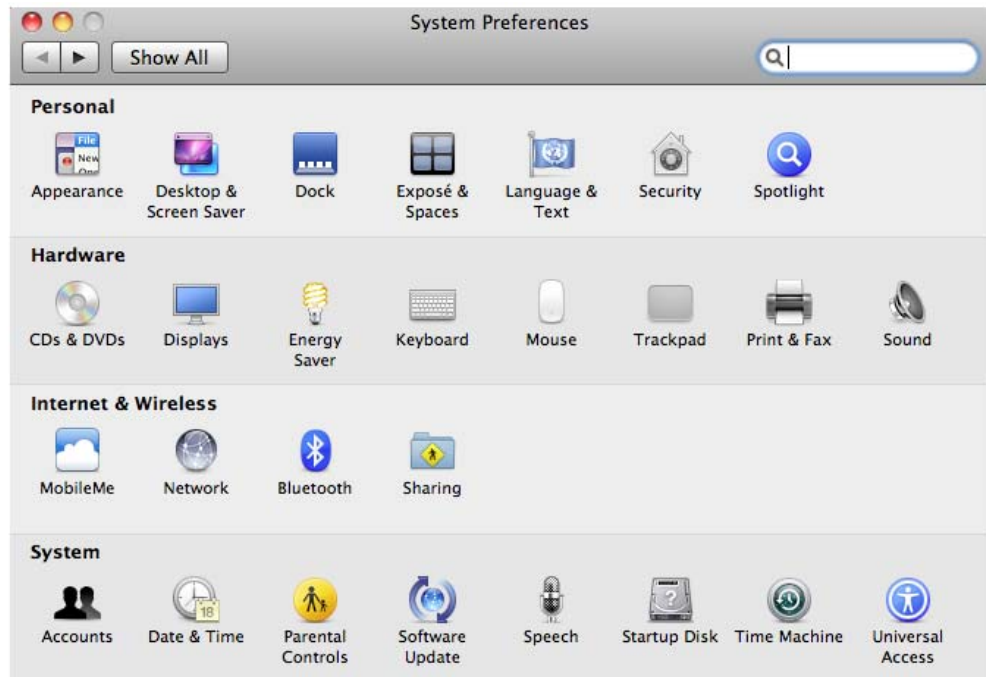 System Preferences
Show All
Personal
File
New
Appearance
Desktop &
Screen Saver
Dock
Exposé &
Spaces
Language &
Text
Security
Spotlight
Hardware
CDs & DVDs
Displays
Energy
Saver
Keyboard
Mouse
Trackpad
Print & Fax
Sound
Internet & Wireless
MobileMe
Network
Bluetooth
Sharing
System
18
?
Accounts
Date & Time
Parental
Controls
Software
Update
Speech
Startup Disk
Time Machine
Universal
Access